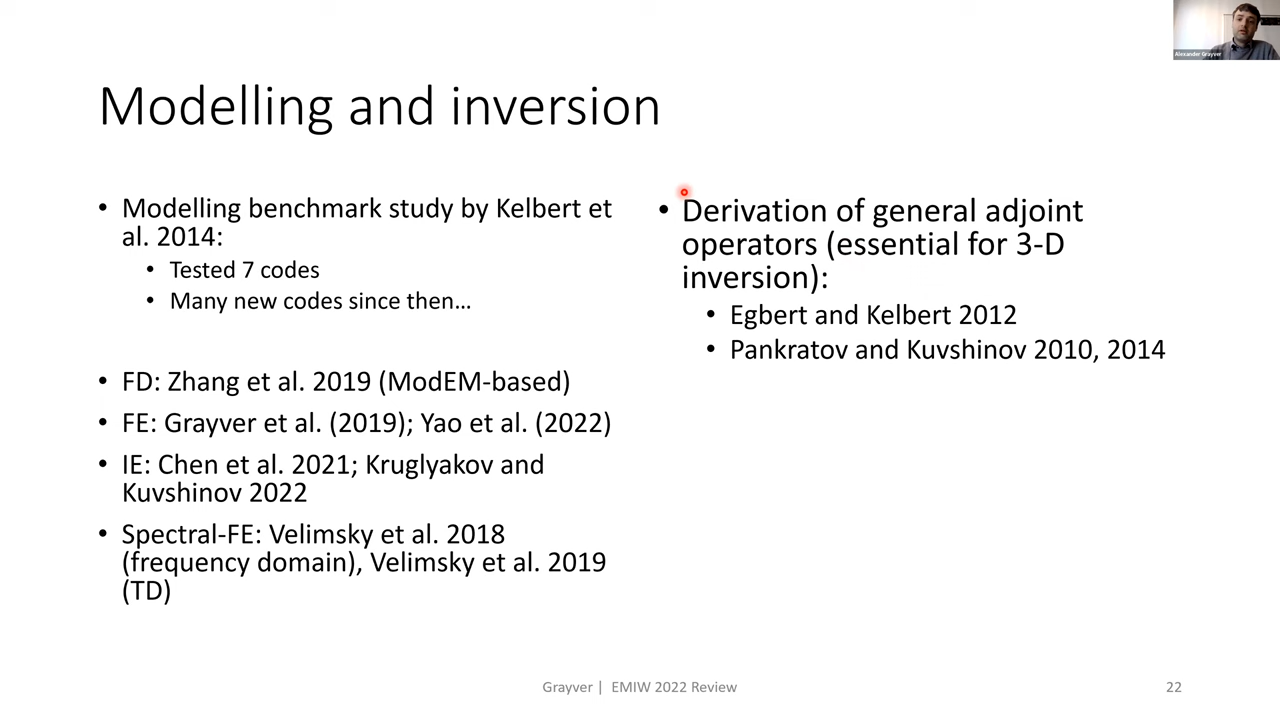 Alexander Grayver
Modelling and inversion
• Modelling benchmark study by Kelbert et
al. 2014:
• Tested 7 codes
• Many new codes since then…
• FD: Zhang et al. 2019 (ModEM-based)
• FE: Grayver et al. (2019); Yao et al. (2022)
• IE: Chen et al. 2021; Kruglyakov and
Kuvshinov 2022
• Spectral-FE: Velimsky et al. 2018
(frequency domain), Velimsky et al. 2019
(TD)
• Derivation of general adjoint
operators (essential for 3-D
inversion):
• Egbert and Kelbert 2012
• Pankratov and Kuvshinov 2010, 2014
Grayver | EMIW 2022 Review
22